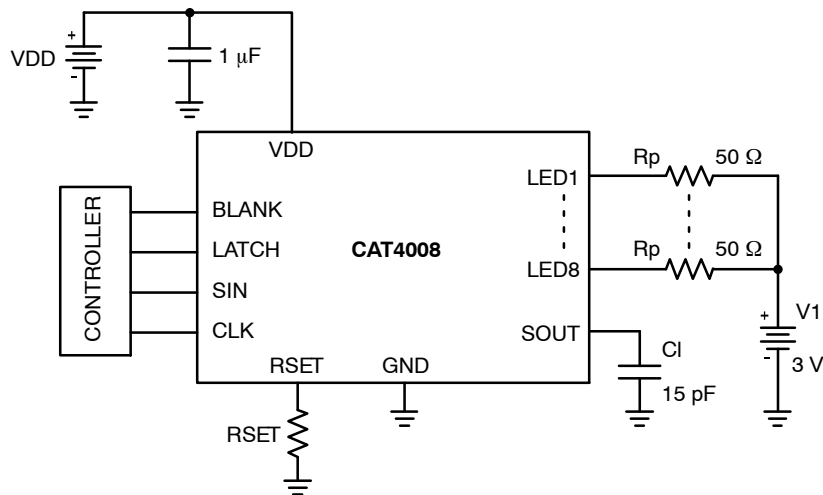 +
VDD
-
1 μF
VDD
CONTROLLER
BLANK
LATCH
SIN
CLK
CAT4008
RSET
GND
LED1
LED8
SOUT
Rp
50 Ω
Rp
50 Ω
V1
+
-
3 V
Cl
15 pF
RSET